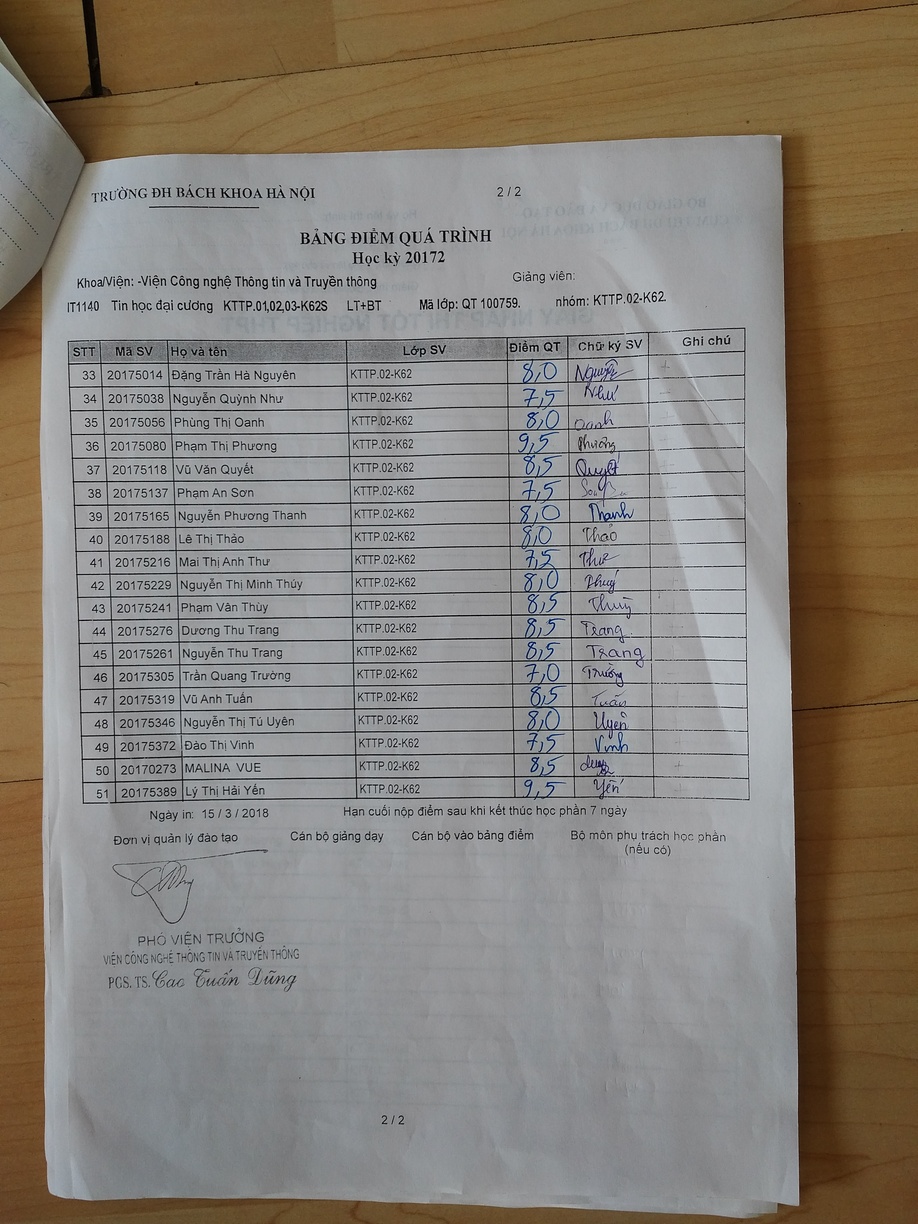 TRƯỜNG ĐH BÁCH KHOA HÀ NỘI 2 / 2
BẢNG ĐIỂM QUÁ TRÌNH
Học kỳ 20172
Khoa/Viện: -Viện Công nghệ Thông tin và Truyền thông Giảng viên:
IT1140 Tin học đại cương KTTP.01,02,03-K62S LT+BT Mã lớp: QT 100759. nhóm: KTTP.02-K62.
STT Mã SV Họ và tên Lớp SV Điểm QT Chữ ký SV Ghi chú
33 20175014 Đặng Trần Hà Nguyên KTTP.02-K62 8,0 Nguyên
34 20175038 Nguyễn Quỳnh Như KTTP.02-K62 7,5 Như
35 20175056 Phùng Thị Oanh KTTP.02-K62 8,0 Oanh
36 20175080 Phạm Thị Phương KTTP.02-K62 9,5 Phương
37 20175118 Vũ Văn Quyết KTTP.02-K62 8,5 Quyết
38 20175137 Phạm An Sơn KTTP.02-K62 7,5 Sơn
39 20175165 Nguyễn Phương Thanh KTTP.02-K62 8,0 Thanh
40 20175188 Lê Thị Thảo KTTP.02-K62 8,0 Thảo
41 20175216 Mai Thị Anh Thư KTTP.02-K62 7,5 Thư
42 20175229 Nguyễn Thị Minh Thúy KTTP.02-K62 8,0 Thuý
43 20175241 Phạm Vân Thùy KTTP.02-K62 8,5 Thuỳ
44 20175276 Dương Thu Trang KTTP.02-K62 8,5 Trang
45 20175261 Nguyễn Thu Trang KTTP.02-K62 8,5 Trang
46 20175305 Trần Quang Trường KTTP.02-K62 7,0 Trường
47 20175319 Vũ Anh Tuấn KTTP.02-K62 8,5 Tuấn
48 20175346 Nguyễn Thị Tú Uyên KTTP.02-K62 8,0 Uyên
49 20175372 Đào Thị Vinh KTTP.02-K62 7,5 Vinh
50 20170273 MALINA VUE KTTP.02-K62 8,5
51 20175389 Lý Thị Hải Yến KTTP.02-K62 9,5 Yến
Ngày in: 15 / 3 / 2018 Hạn cuối nộp điểm sau khi kết thúc học phần 7 ngày
Đơn vị quản lý đào tạo Cán bộ giảng dạy Cán bộ vào bảng điểm Bộ môn phụ trách học phần
(nếu có)
PHÓ VIỆN TRƯỞNG
VIỆN CÔNG NGHỆ THÔNG TIN VÀ TRUYỀN THÔNG
PGS. TS. Cao Tuấn Dũng
2 / 2